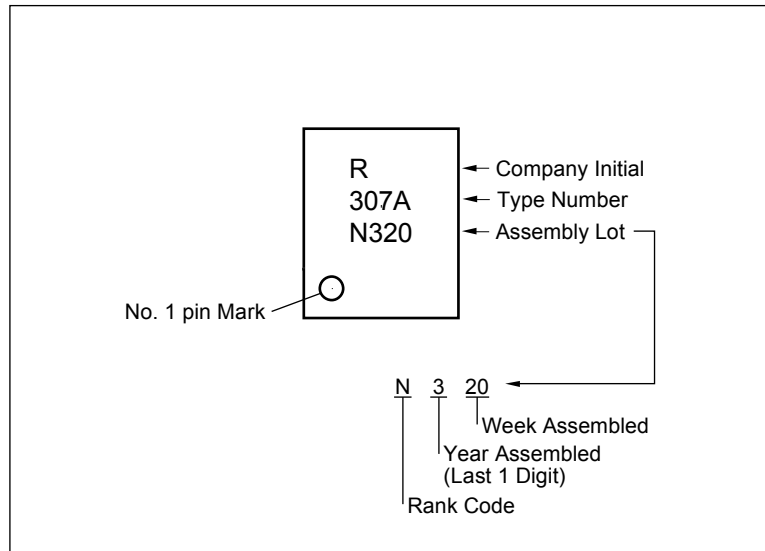 R
307A
N320
Company Initial
Type Number
Assembly Lot
No. 1 pin Mark
N 3 20
Week Assembled
Year Assembled
(Last 1 Digit)
Rank Code